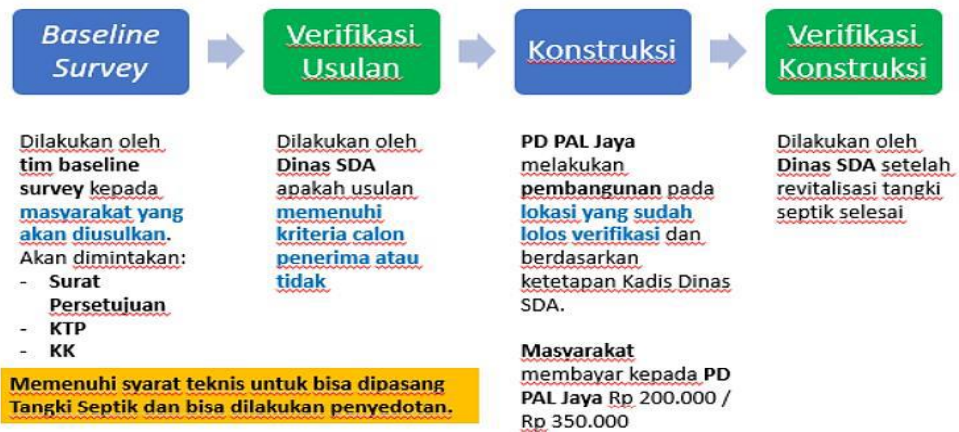 Baseline
Survey
Verifikasi
Usulan
Konstruksi
Verifikasi
Konstruksi
Dilakukan oleh
tim baseline
survey kepada
masyarakat yang
akan diusulkan.
Akan dimintakan:
- Surat
Persetujuan
- KTP
- KK
Memenuhi syarat teknis untuk bisa dipasang
Tangki Septik dan bisa dilakukan penyedotan.
Dilakukan oleh
Dinas SDA
apakah usulan
memenuhi
kriteria calon
penerima atau
tidak
PD PAL Jaya
melakukan
pembangunan pada
lokasi yang sudah
lolos verifikasi dan
berdasarkan
ketetapan Kadis Dinas
SDA.
Masyarakat
membayar kepada PD
PAL Jaya Rp 200.000 /
Rp 350.000
Dilakukan oleh
Dinas SDA setelah
revitalisasi tangki
septik selesai